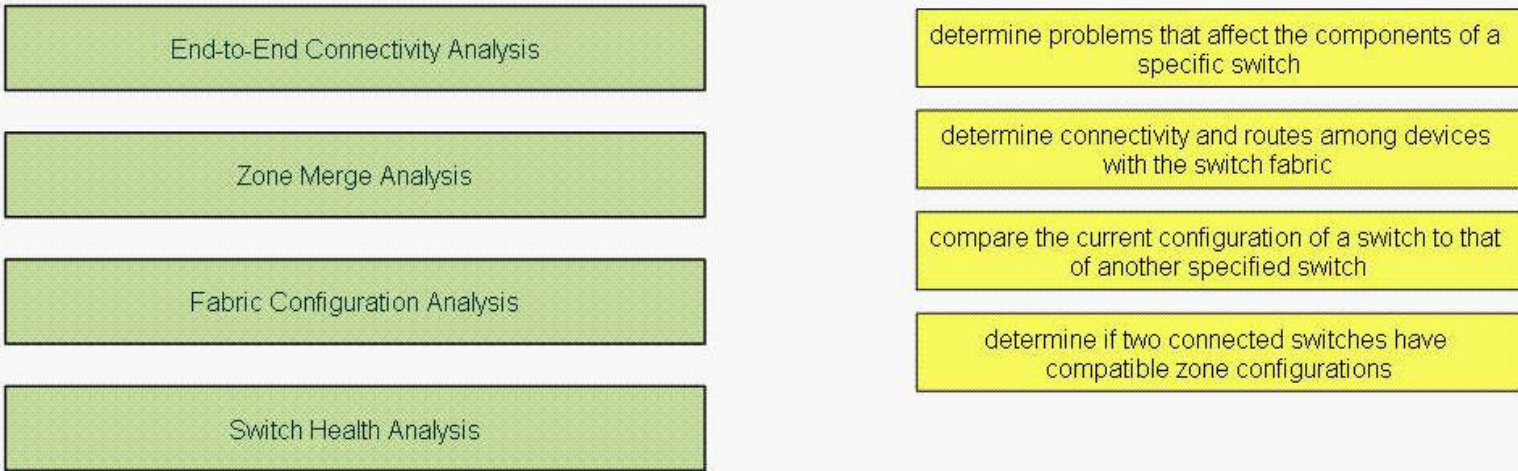 End-to-End Connectivity Analysis
Zone Merge Analysis
Fabric Configuration Analysis
Switch Health Analysis
determine problems that affect the components of a
specific switch
determine connectivity and routes among devices
with the switch fabric
compare the current configuration of a switch to that
of another specified switch
determine if two connected switches have
compatible zone configurations